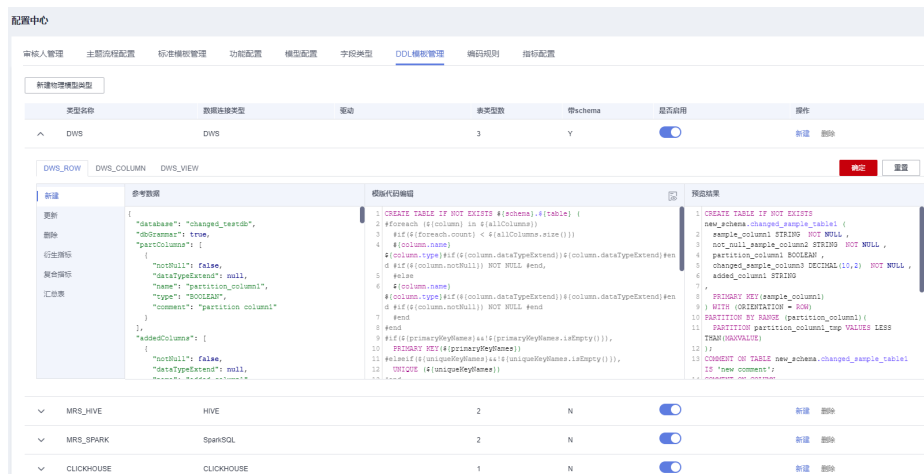 配置中心
审核人管理 主题流程配置 标准模板管理 功能配置 模型配置 字段类型 DDL模板管理 编码规则 指标配置
新建物理模型类型
类型名称 数据连接类型 驱动 表类型数 带schema 是否启用 操作
DWS DWS 3 Y 新建 删除
DWS_ROW DWS_COLUMN DWS_VIEW 确定 重置
新建
更新
删除
衍生指标
复合指标
汇总表
参考数据
{
"database": "changed_testdb",
"dbGrammar": true,
"partColumns": [
{
"notNull": false,
"dataTypeExtend": null,
"name": "partition_column1",
"type": "BOOLEAN",
"comment": "partition column1"
}
],
"addedColumns": [
{
"notNull": false,
"dataTypeExtend": null,
模版代码编辑
1 CREATE TABLE IF NOT EXISTS ${schema}.${table} (
2 #foreach (${column} in ${allColumns})
3 #if(${foreach.count} < ${allColumns.size()})
4 ${column.name}
${column.type}#if(${column.dataTypeExtend})${column.dataTypeExtend}#en
d #if(${column.notNull}) NOT NULL #end,
5 #else
6 ${column.name}
${column.type}#if(${column.dataTypeExtend})${column.dataTypeExtend}#en
d #if(${column.notNull}) NOT NULL #end
7 #end
8 #end
9 #if(${primaryKeyNames}&&!${primaryKeyNames.isEmpty()}),
10 PRIMARY KEY(${primaryKeyNames})
11 #elseif(${uniqueKeyNames}&&!${uniqueKeyNames.isEmpty()}),
12 UNIQUE (${uniqueKeyNames})
预览结果
1 CREATE TABLE IF NOT EXISTS
new_schema.changed_sample_table1 (
2 sample_column1 STRING NOT NULL ,
3 not_null_sample_column2 STRING NOT NULL ,
4 partition_column1 BOOLEAN ,
5 changed_sample_column3 DECIMAL(10,2) NOT NULL ,
6 added_column1 STRING
7 ,
8 PRIMARY KEY(sample_column1)
9 ) WITH (ORIENTATION = ROW)
10 PARTITION BY RANGE (partition_column1)(
11 PARTITION partition_column1_tmp VALUES LESS
THAN(MAXVALUE)
12 );
13 COMMENT ON TABLE new_schema.changed_sample_table1
IS 'new comment';
MRS_HIVE HIVE 2 N 新建 删除
MRS_SPARK SparkSQL 2 N 新建 删除
CLICKHOUSE CLICKHOUSE 1 N 新建 删除